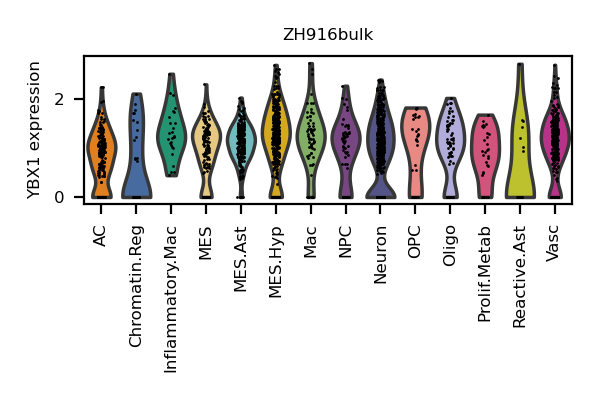 ZH916bulk
YBX1 expression
2
0
AC
Chromatin.Reg
Inflammatory.Mac
MES
MES.Ast
MES.Hyp
Mac
NPC
Neuron
OPC
Oligo
Prolif.Metab
Reactive.Ast
Vasc